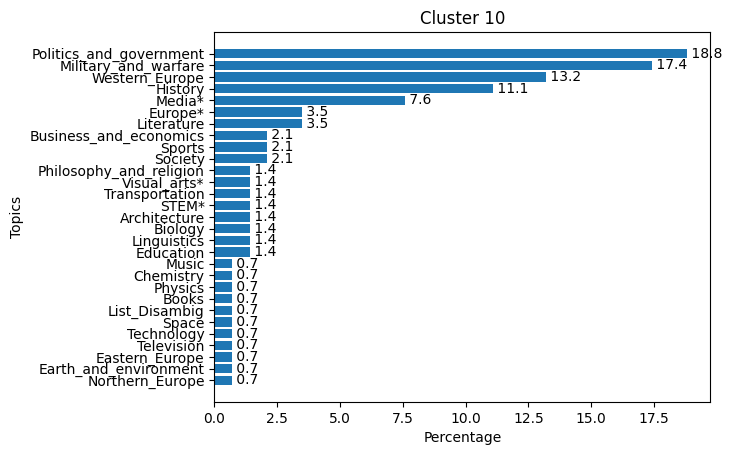 Cluster 10
Politics_and_government 18.8
Military_and_warfare 17.4
Western_Europe 13.2
History 11.1
Media* 7.6
Europe* 3.5
Literature 3.5
Business_and_economics 2.1
Sports 2.1
Society 2.1
Philosophy_and_religion 1.4
Visual_arts* 1.4
Transportation 1.4
STEM* 1.4
Architecture 1.4
Biology 1.4
Linguistics 1.4
Education 1.4
Music 0.7
Chemistry 0.7
Physics 0.7
Books 0.7
List_Disambig 0.7
Space 0.7
Technology 0.7
Television 0.7
Eastern_Europe 0.7
Earth_and_environment 0.7
Northern_Europe 0.7
Topics
0.0 2.5 5.0 7.5 10.0 12.5 15.0 17.5
Percentage